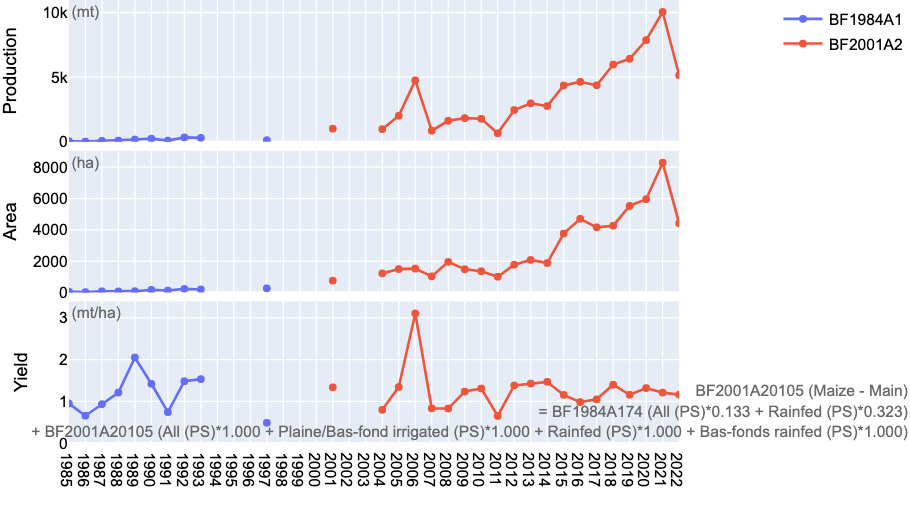 Production
10k
(mt)
5k
0
BF1984A1
BF2001A2
Area
(ha)
8000
6000
4000
2000
0
Yield
(mt/ha)
3
2
1
0
BF2001A20105 (Maize - Main)
= BF1984A174 (All (PS)*0.133 + Rainfed (PS)*0.323)
+ BF2001A20105 (All (PS)*1.000 + Plaine/Bas-fond irrigated (PS)*1.000 + Rainfed (PS)*1.000 + Bas-fonds rainfed (PS)*1.000)
1985 1986 1987 1988 1989 1990 1991 1992 1993 1994 1995 1996 1997 1998 1999 2000 2001 2002 2003 2004 2005 2006 2007 2008 2009 2010 2011 2012 2013 2014 2015 2016 2017 2018 2019 2020 2021 2022